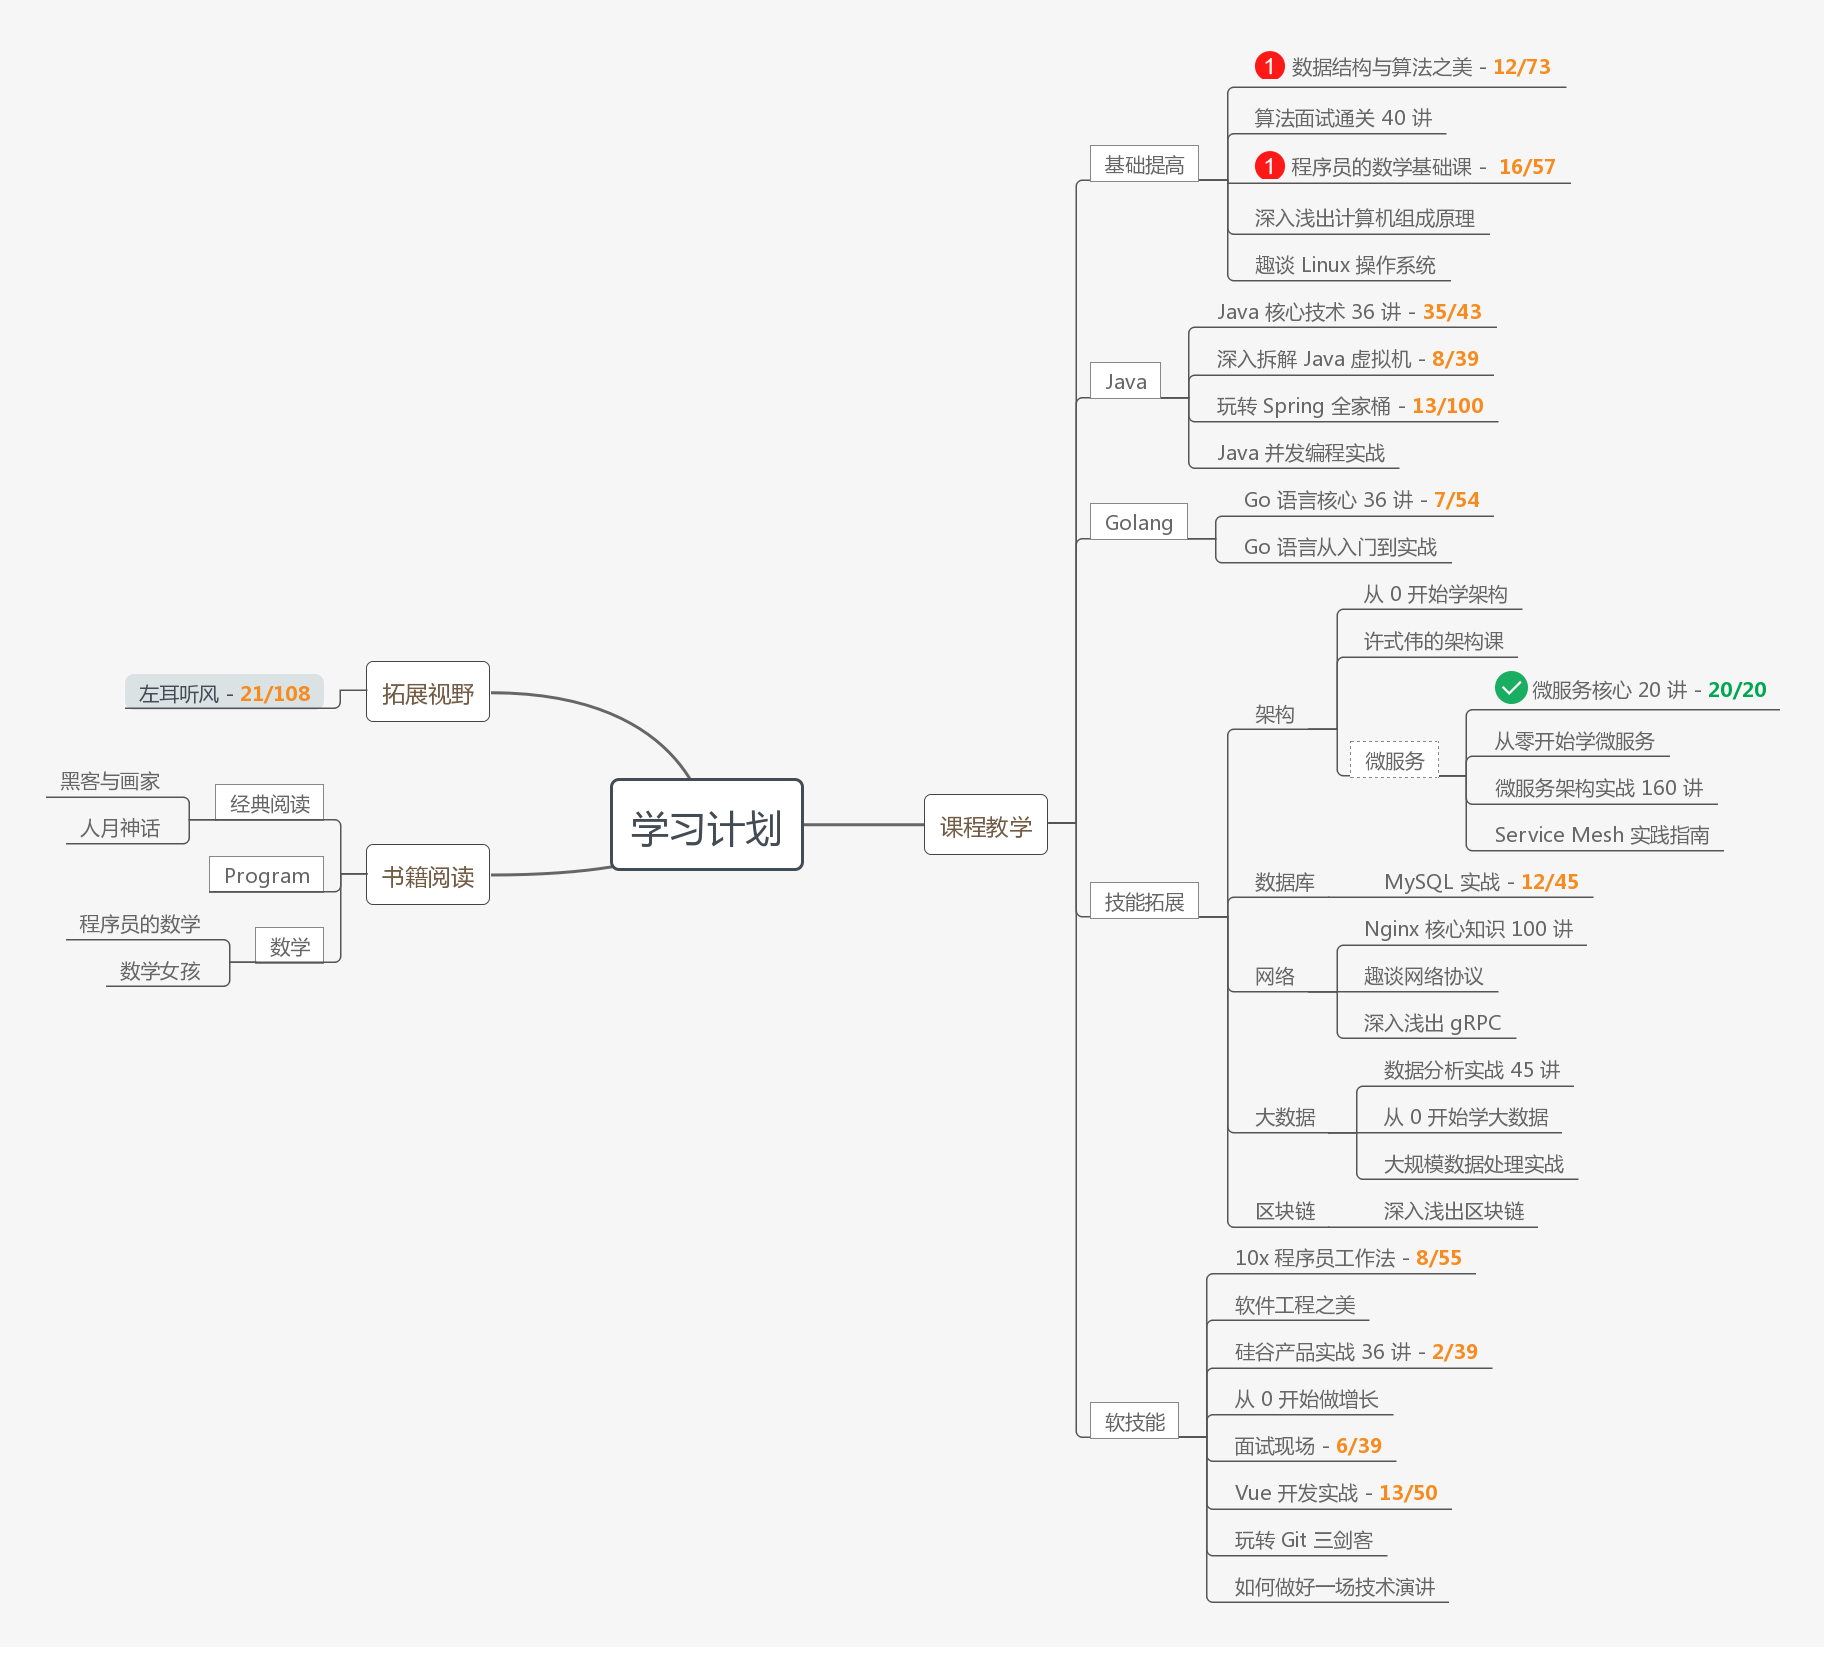 学习计划
拓展视野
左耳听风 - 21/108
书籍阅读
经典阅读
黑客与画家
人月神话
Program
数学
程序员的数学
数学女孩
课程教学
基础提高
1 数据结构与算法之美 - 12/73
算法面试通关 40 讲
1 程序员的数学基础课 - 16/57
深入浅出计算机组成原理
趣谈 Linux 操作系统
Java
Java 核心技术 36 讲 - 35/43
深入拆解 Java 虚拟机 - 8/39
玩转 Spring 全家桶 - 13/100
Java 并发编程实战
Golang
Go 语言核心 36 讲 - 7/54
Go 语言从入门到实战
技能拓展
架构
从 0 开始学架构
许式伟的架构课
微服务
微服务核心 20 讲 - 20/20
从零开始学微服务
微服务架构实战 160 讲
Service Mesh 实践指南
数据库
MySQL 实战 - 12/45
网络
Nginx 核心知识 100 讲
趣谈网络协议
深入浅出 gRPC
大数据
数据分析实战 45 讲
从 0 开始学大数据
大规模数据处理实战
区块链
深入浅出区块链
软技能
10x 程序员工作法 - 8/55
软件工程之美
硅谷产品实战 36 讲 - 2/39
从 0 开始做增长
面试现场 - 6/39
Vue 开发实战 - 13/50
玩转 Git 三剑客
如何做好一场技术演讲